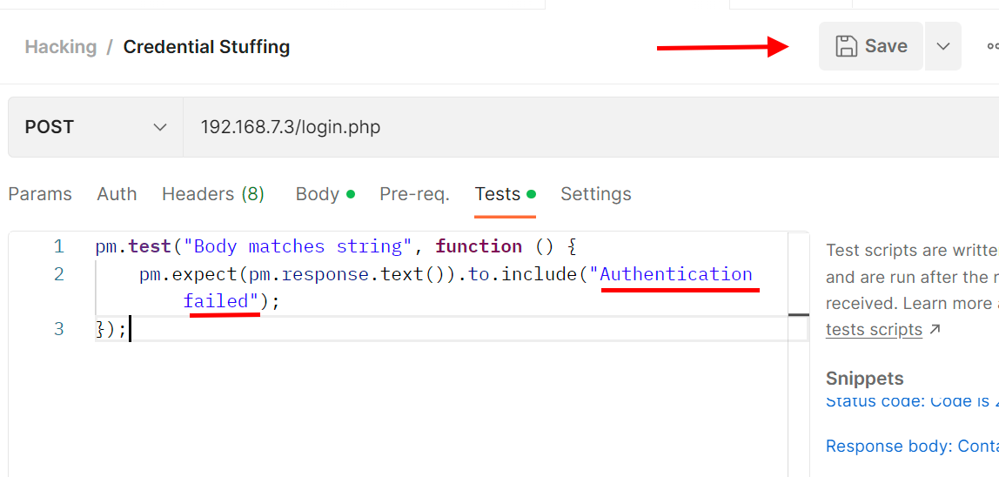 Hacking / Credential Stuffing
Save
POST
192.168.7.3/login.php
Params Auth Headers (8) Body Pre-req. Tests Settings
1 pm.test("Body matches string", function () {
2 pm.expect(pm.response.text()).to.include("Authentication
failed");
3 });
Test scripts are writte
and are run after the r
received. Learn more
tests scripts ↗
Snippets
Status code: Code is
Response body: Conta